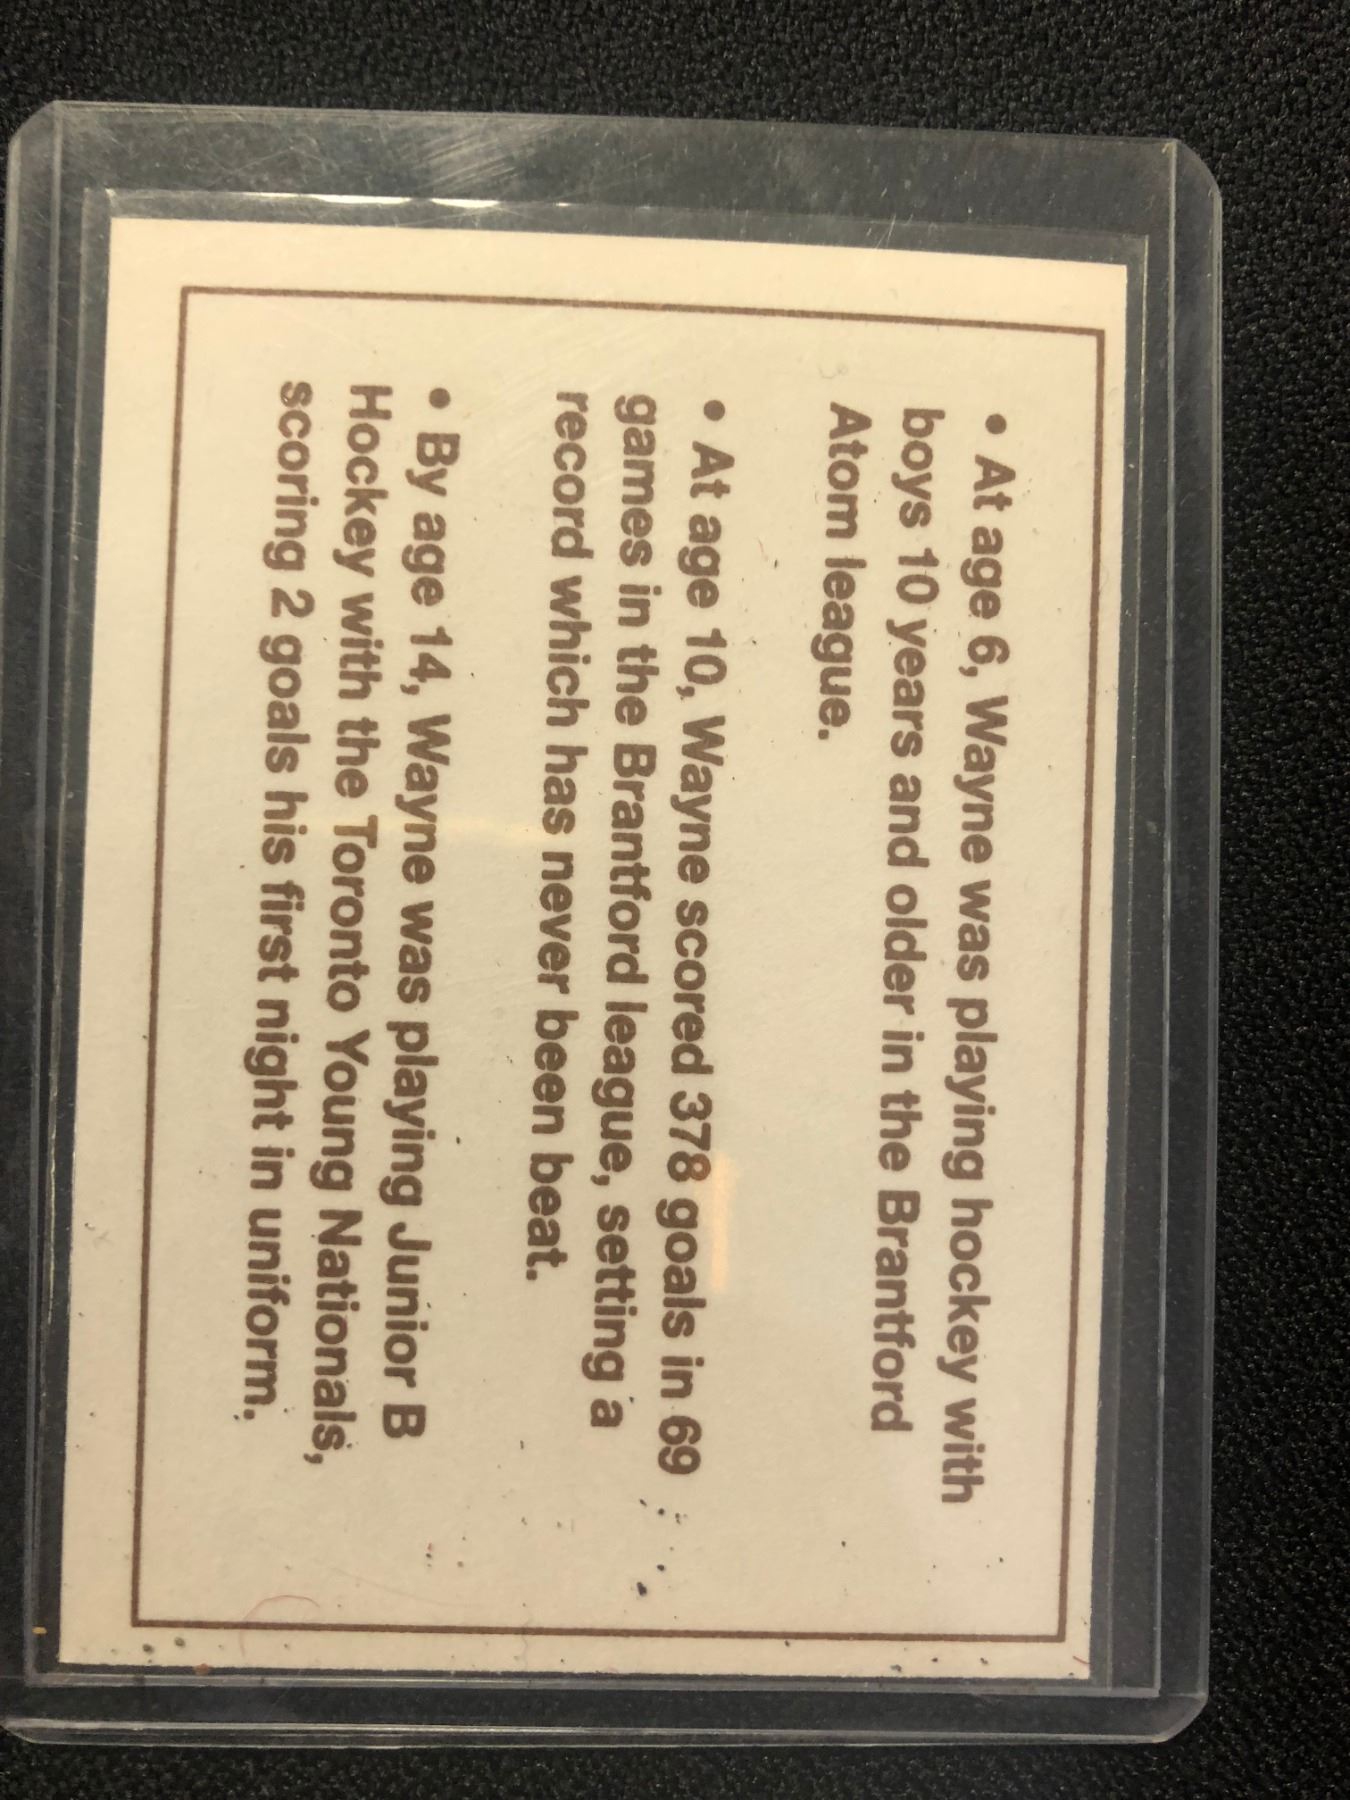 • At age 6, Wayne was playing hockey with
boys 10 years and older in the Brantford
Atom league.
• At age 10, Wayne scored 378 goals in 69
games in the Brantford league, setting a
record which has never been beat.
• By age 14, Wayne was playing Junior B
Hockey with the Toronto Young Nationals,
scoring 2 goals his first night in uniform.